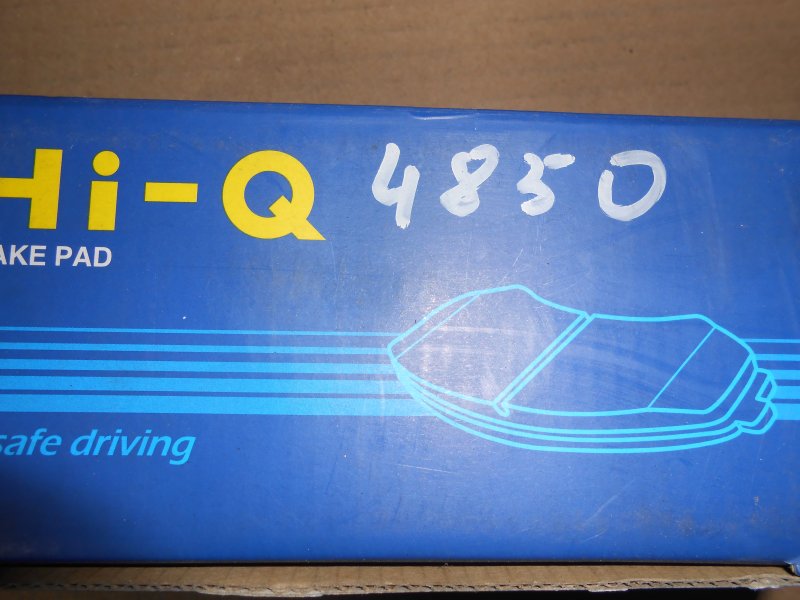 Hi-Q 4850
AKE PAD
safe driving